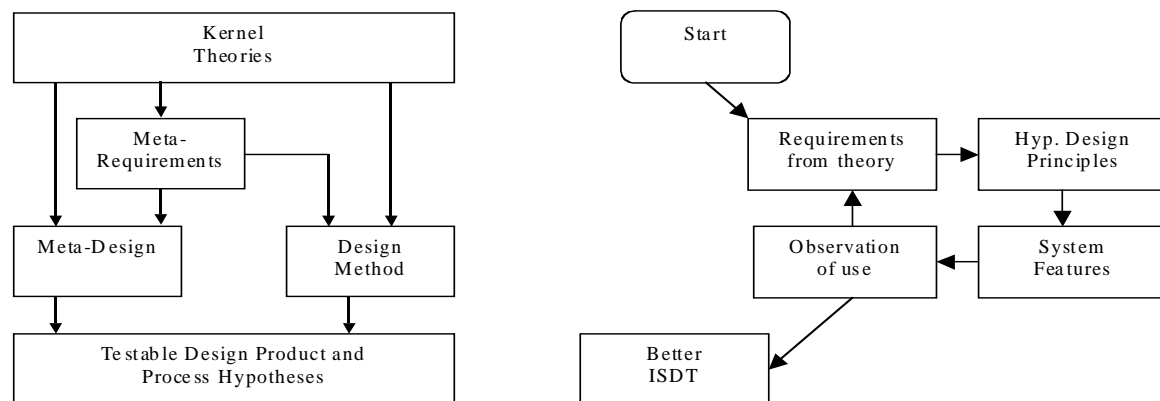 Kernel
Theories
Meta-
Requirements
Meta-Design
Design
Method
Testable Design Product and
Process Hypotheses
Start
Requirements
from theory
Hyp. Design
Principles
Observation
of use
System
Features
Better
ISDT